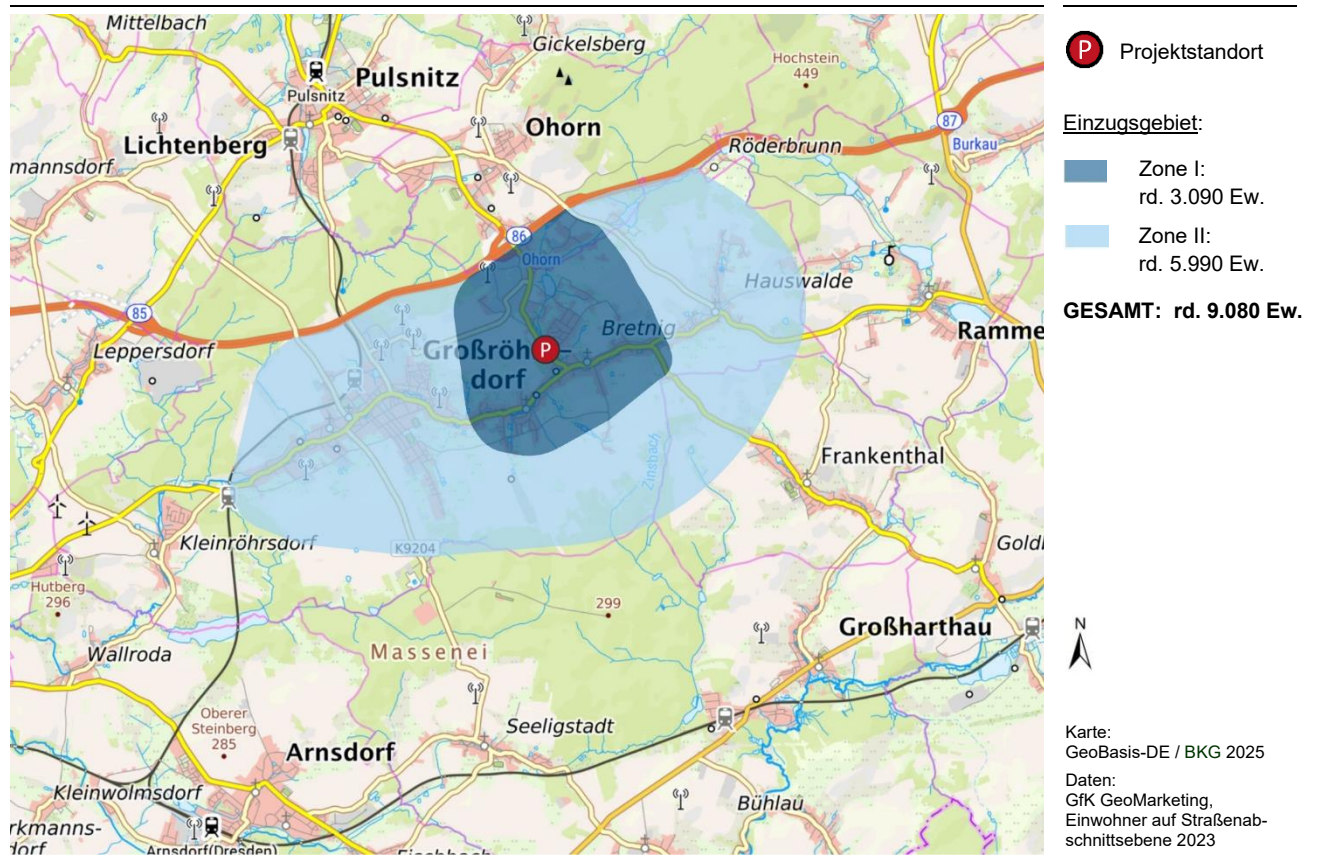 Mittelbach
Gickelsberg
Hochstein
449
Pulsnitz
Pulsnitz
87
Ohorn
Burkau
Lichtenberg
Röderbrunn
mannsdorf
86
Ohorn
Hauswalde
85
Bretnig
Ramme
Leppersdorf
Großröh
P
dorf
Zinsbach
Frankenthal
Kleinröhrsdorf
K9204
Goldl
Hutberg
296
299
Großharthau
Wallroda
Massenei
Oberer
Steinberg
285
Seeligstadt
Arnsdorf
Kleinwolmsdorf
Bühlau
rkmanns-
dorf
Arnsdorf(Dresden)
Fischbach
P Projektstandort
Einzugsgebiet:
Zone I:
rd. 3.090 Ew.
Zone II:
rd. 5.990 Ew.
GESAMT: rd. 9.080 Ew.
N
Karte:
GeoBasis-DE / BKG 2025
Daten:
GfK GeoMarketing,
Einwohner auf Straßenab-
schnittsebene 2023